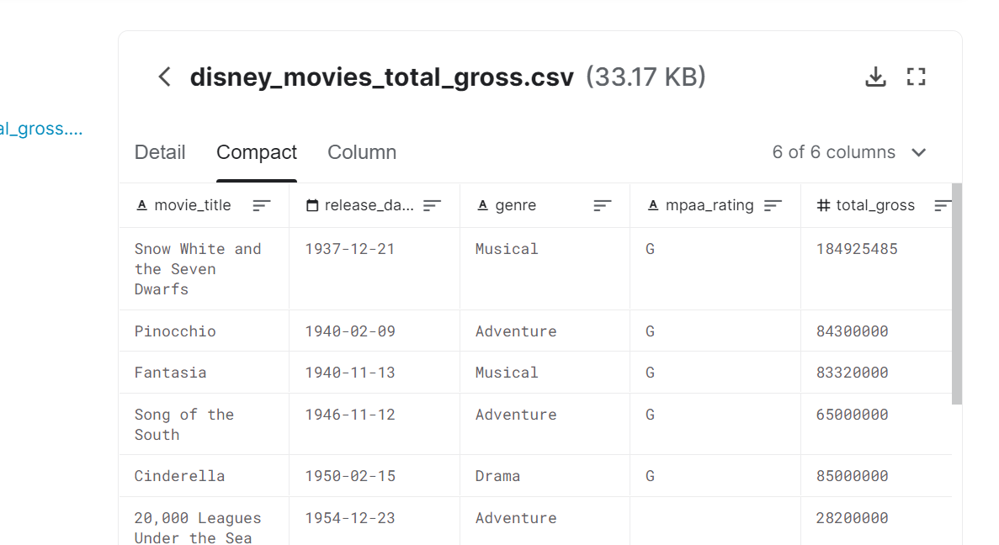 disney_movies_total_gross.csv (33.17 KB)
al_gross....
Detail Compact Column 6 of 6 columns
movie_title release_da... genre mpaa_rating total_gross
Snow White and the Seven Dwarfs 1937-12-21 Musical G 184925485
Pinocchio 1940-02-09 Adventure G 84300000
Fantasia 1940-11-13 Musical G 83320000
Song of the South 1946-11-12 Adventure G 65000000
Cinderella 1950-02-15 Drama G 85000000
20,000 Leagues Under the Sea 1954-12-23 Adventure 28200000